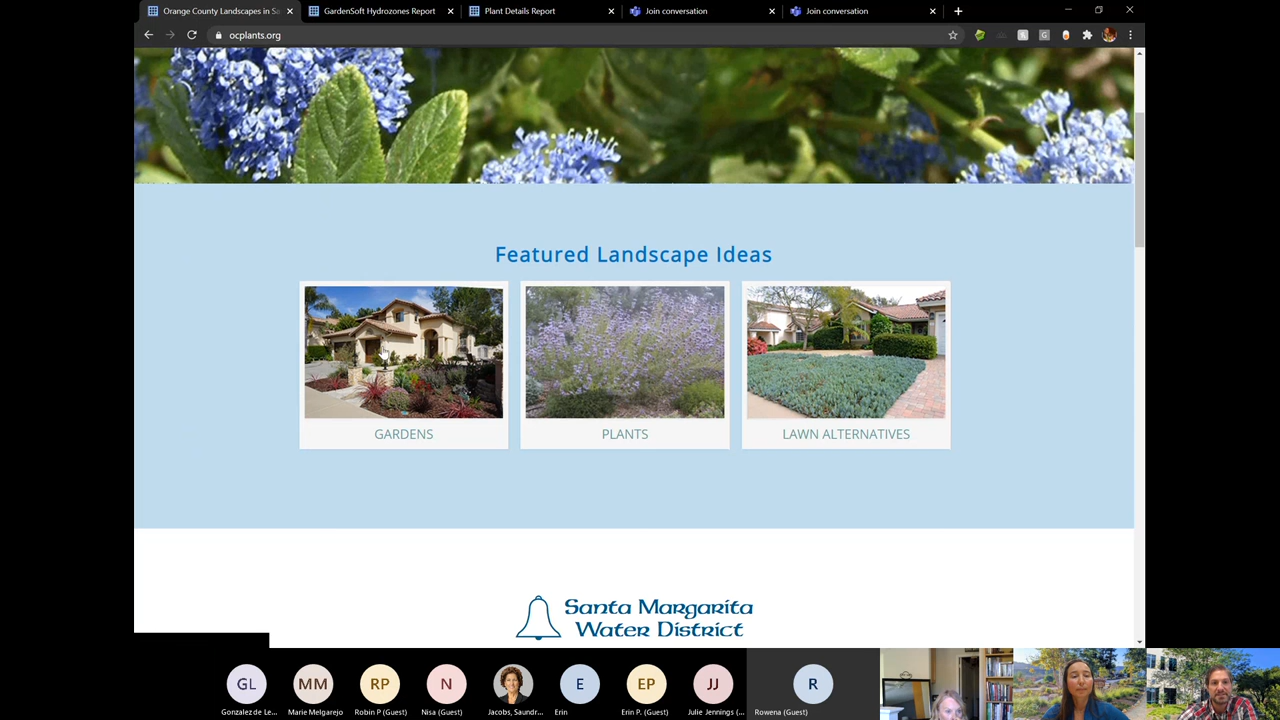 Orange County Landscapes in Sa
GardenSoft Hydrozones Report
Plant Details Report
Join conversation
Join conversation
ocplants.org
Featured Landscape Ideas
GARDENS
PLANTS
LAWN ALTERNATIVES
Santa Margarita
Water District
GL
MM
RP
N
E
EP
JJ
R
Gonzalez de Le...
Marie Melgarejo
Robin P (Guest)
Nisa (Guest)
Jacobs, Saundr...
Erin
Erin P. (Guest)
Julie Jennings (...
Rowena (Guest)